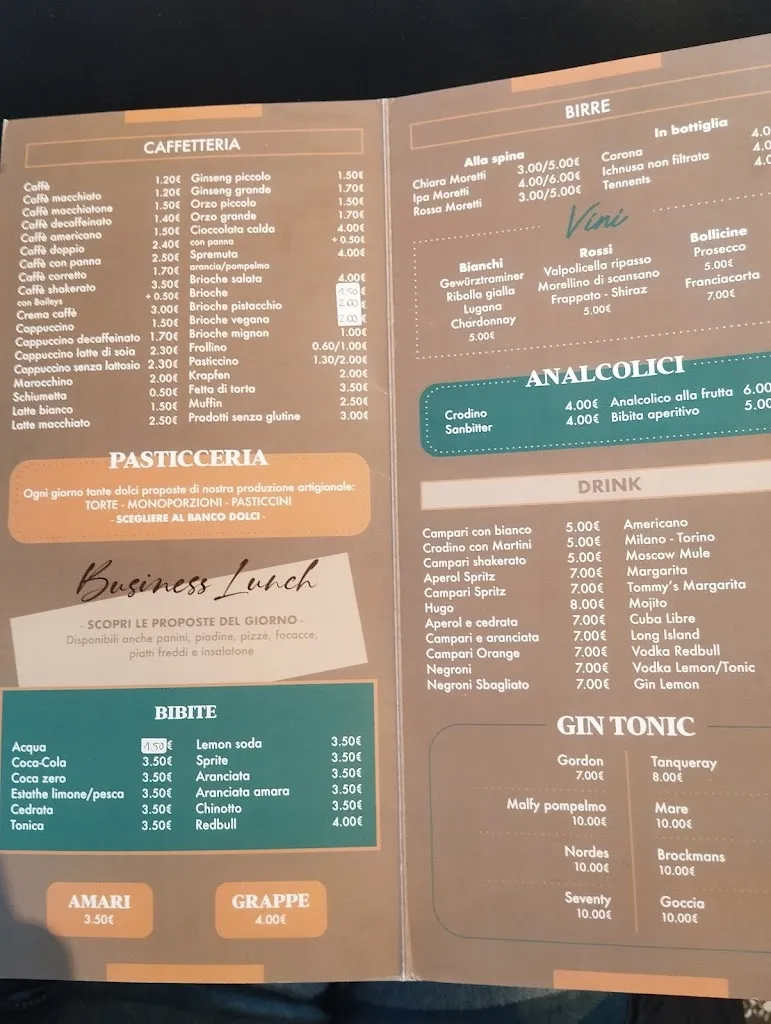 CAFFETTERIA
Caffè 1.20€
Caffè macchiato 1.20€
Caffè macchiatone 1.50€
Caffè decaffeinato 1.40€
Caffè americano 1.50€
Caffè doppio 2.40€
Caffè con panna 2.50€
Caffè corretto 1.70€
Caffè shakerato 3.50€
con Baileys + 0.50€
Crema caffè 3.00€
Cappuccino 1.50€
Cappuccino decaffeinato 1.70€
Cappuccino latte di soia 2.30€
Cappuccino senza lattosio 2.30€
Marocchino 2.00€
Schiumetta 0.50€
Latte bianco 1.50€
Latte macchiato 2.50€
Ginseng piccolo 1.50€
Ginseng grande 1.70€
Orzo piccolo 1.50€
Orzo grande 1.70€
Cioccolata calda 4.00€
con panna + 0.50€
Spremuta 4.00€
arancia/pompelmo
Brioche salata 4.00€
Brioche 1.50 €
Brioche pistacchio 2.00 €
Brioche vegana 2.00 €
Brioche mignon 1.00€
Frollino 0.60/1.00€
Pasticcino 1.30/2.00€
Krapfen 2.00€
Fetta di torta 3.50€
Muffin 2.50€
Prodotti senza glutine 3.00€
PASTICCERIA
Ogni giorno tante dolci proposte di nostra produzione artigianale:
TORTE - MONOPORZIONI - PASTICCINI
- SCEGLIERE AL BANCO DOLCI -
Business Lunch
- SCOPRI LE PROPOSTE DEL GIORNO -
Disponibili anche panini, piadine, pizze, focacce,
piatti freddi e insalatone
BIBITE
Acqua 1.50 €
Coca-Cola 3.50€
Coca zero 3.50€
Estathe limone/pesca 3.50€
Cedrata 3.50€
Tonica 3.50€
Lemon soda 3.50€
Sprite 3.50€
Aranciata 3.50€
Aranciata amara 3.50€
Chinotto 3.50€
Redbull 4.00€
AMARI
3.50€
GRAPPE
4.00€
BIRRE
Alla spina
Chiara Moretti 3.00/5.00€
Ipa Moretti 4.00/6.00€
Rossa Moretti 3.00/5.00€
In bottiglia
Corona 4.0
Ichnusa non filtrata 4.0
Tennents 4.0
Vini
Bianchi
Gewürztraminer
Ribolla gialla
Lugana
Chardonnay
5.00€
Rossi
Valpolicella ripasso
Morellino di scansano
Frappato - Shiraz
5.00€
Bollicine
Prosecco
5.00€
Franciacorta
7.00€
ANALCOLICI
Crodino 4.00€
Sanbitter 4.00€
Analcolico alla frutta 6.00
Bibita aperitivo 5.00
DRINK
Campari con bianco 5.00€
Crodino con Martini 5.00€
Campari shakerato 5.00€
Aperol Spritz 7.00€
Campari Spritz 7.00€
Hugo 8.00€
Aperol e cedrata 7.00€
Campari e aranciata 7.00€
Campari Orange 7.00€
Negroni 7.00€
Negroni Sbagliato 7.00€
Americano
Milano - Torino
Moscow Mule
Margarita
Tommy's Margarita
Mojito
Cuba Libre
Long Island
Vodka Redbull
Vodka Lemon/Tonic
Gin Lemon
GIN TONIC
Gordon
7.00€
Malfy pompelmo
10.00€
Nordes
10.00€
Seventy
10.00€
Tanqueray
8.00€
Mare
10.00€
Brockmans
10.00€
Goccia
10.00€